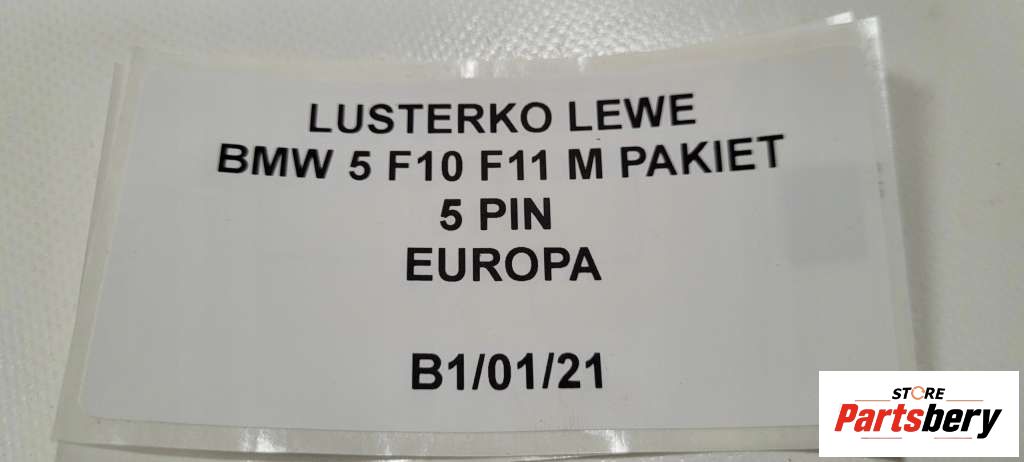 LUSTERKO LEWE
BMW 5 F10 F11 M PAKIET
5 PIN
EUROPA
B1/01/21
STORE
Partsbery